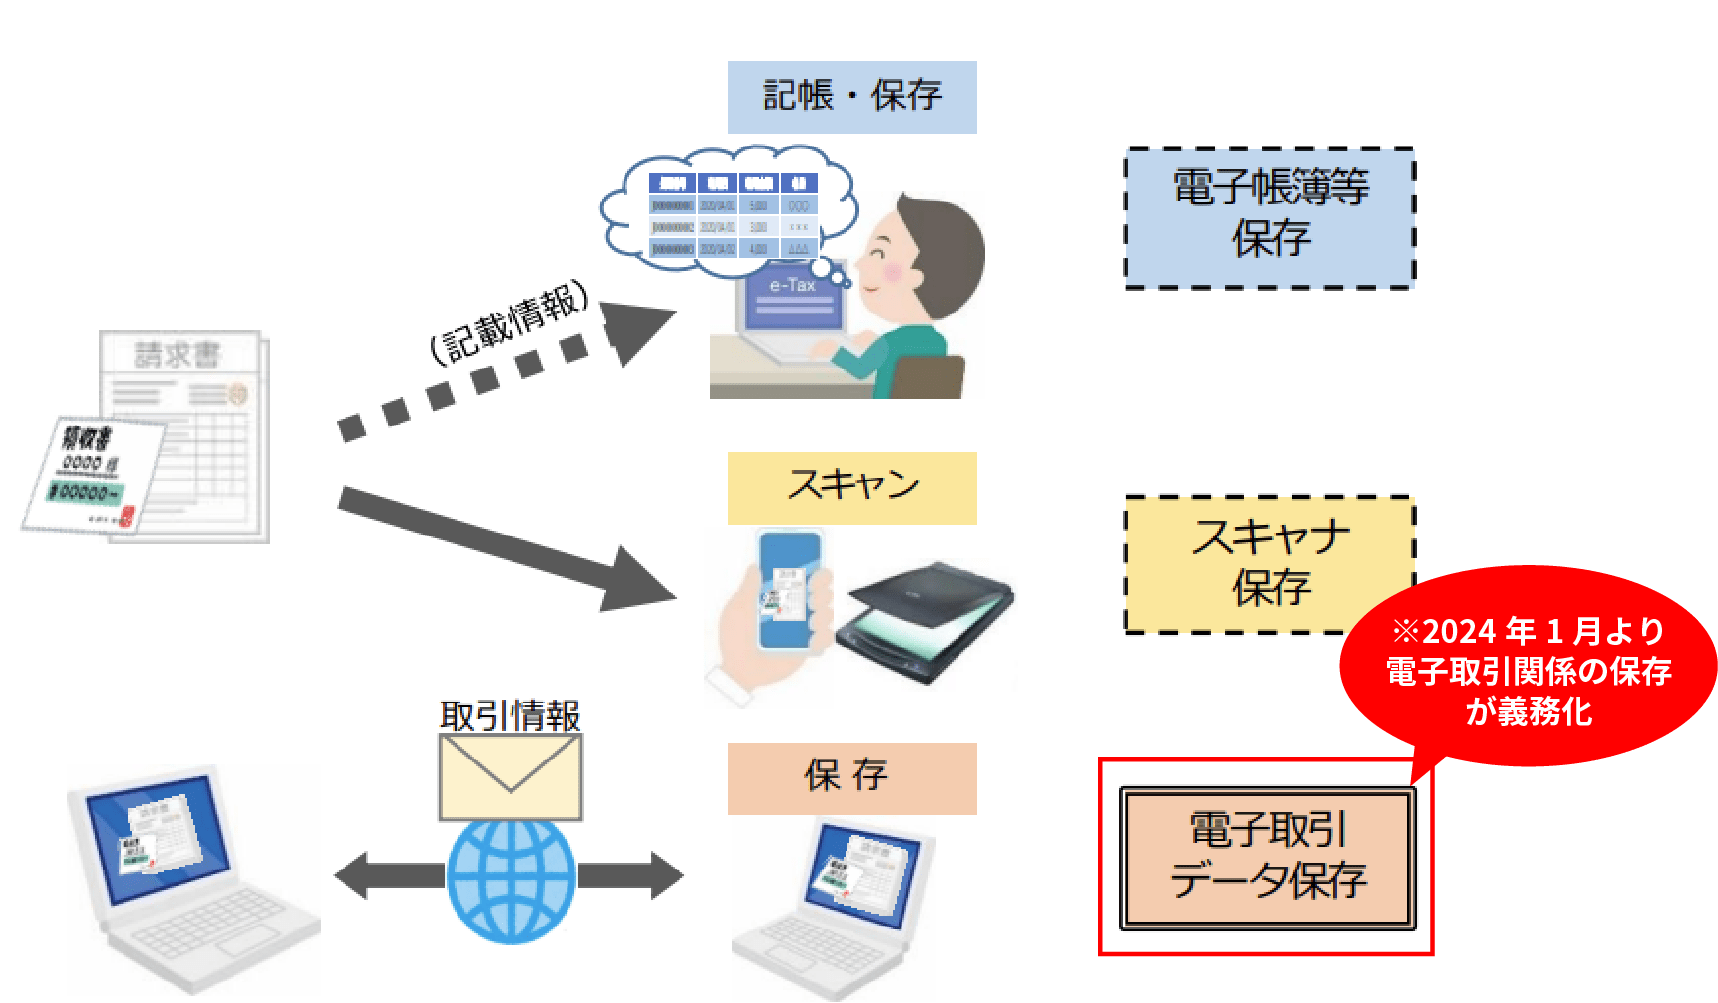 記帳・保存
e-Tax
電子帳簿等
保存
（記載情報）
請求書
領収書
スキャン
スキャナ
保存
※2024 年 1 月より
電子取引関係の保存
が義務化
取引情報
保 存
電子取引
データ保存